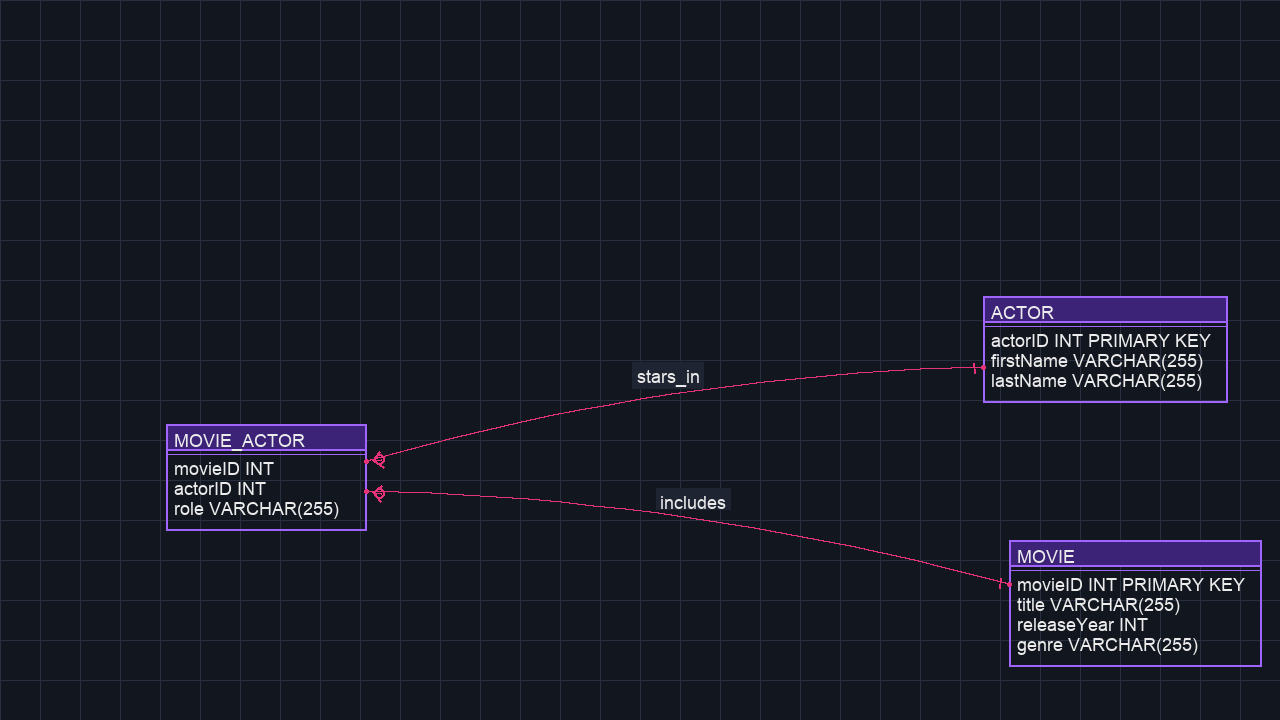 ACTOR
actorID INT PRIMARY KEY
firstName VARCHAR(255)
lastName VARCHAR(255)
stars_in
MOVIE_ACTOR
movieID INT
actorID INT
role VARCHAR(255)
includes
MOVIE
movieID INT PRIMARY KEY
title VARCHAR(255)
releaseYear INT
genre VARCHAR(255)